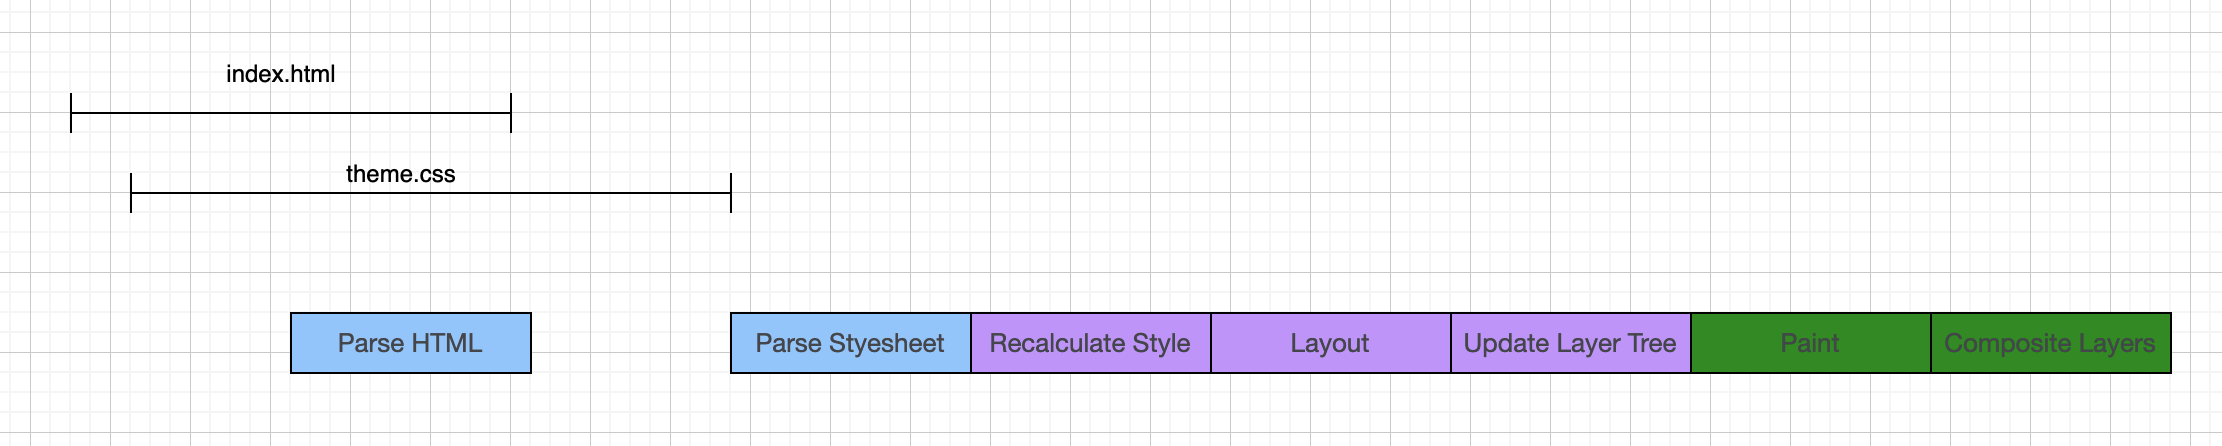 index.html
theme.css
Parse HTML
Parse Styesheet
Recalculate Style
Layout
Update Layer Tree
Paint
Composite Layers